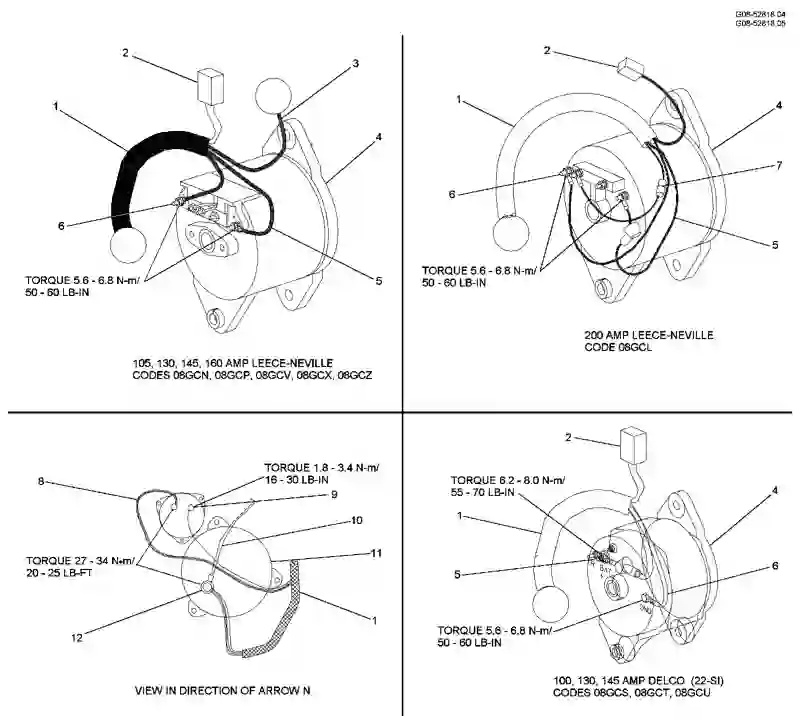 G08-52618.04
G08-52618.05
2
3
1
4
6
5
TORQUE 5.6 - 6.8 N-m/
50 - 60 LB-IN
105, 130, 145, 160 AMP LEECE-NEVILLE
CODES 08GCN, 08GCP, 08GCV, 08GCX, 08GCZ
2
1
4
7
6
5
TORQUE 5.6 - 6.8 N-m/
50 - 60 LB-IN
200 AMP LEECE-NEVILLE
CODE 08GCL
TORQUE 1.8 - 3.4 N-m/
16 - 30 LB-IN
8
9
10
11
TORQUE 27 - 34 N•m/
20 - 25 LB-FT
1
12
VIEW IN DIRECTION OF ARROW N
2
TORQUE 6.2 - 8.0 N-m/
55 - 70 LB-IN
4
1
R BAT
+
5
6
GND
TORQUE 5.6 - 6.8 N-m/
50 - 60 LB-IN
100, 130, 145 AMP DELCO (22-SI)
CODES 08GCS, 08GCT, 08GCU